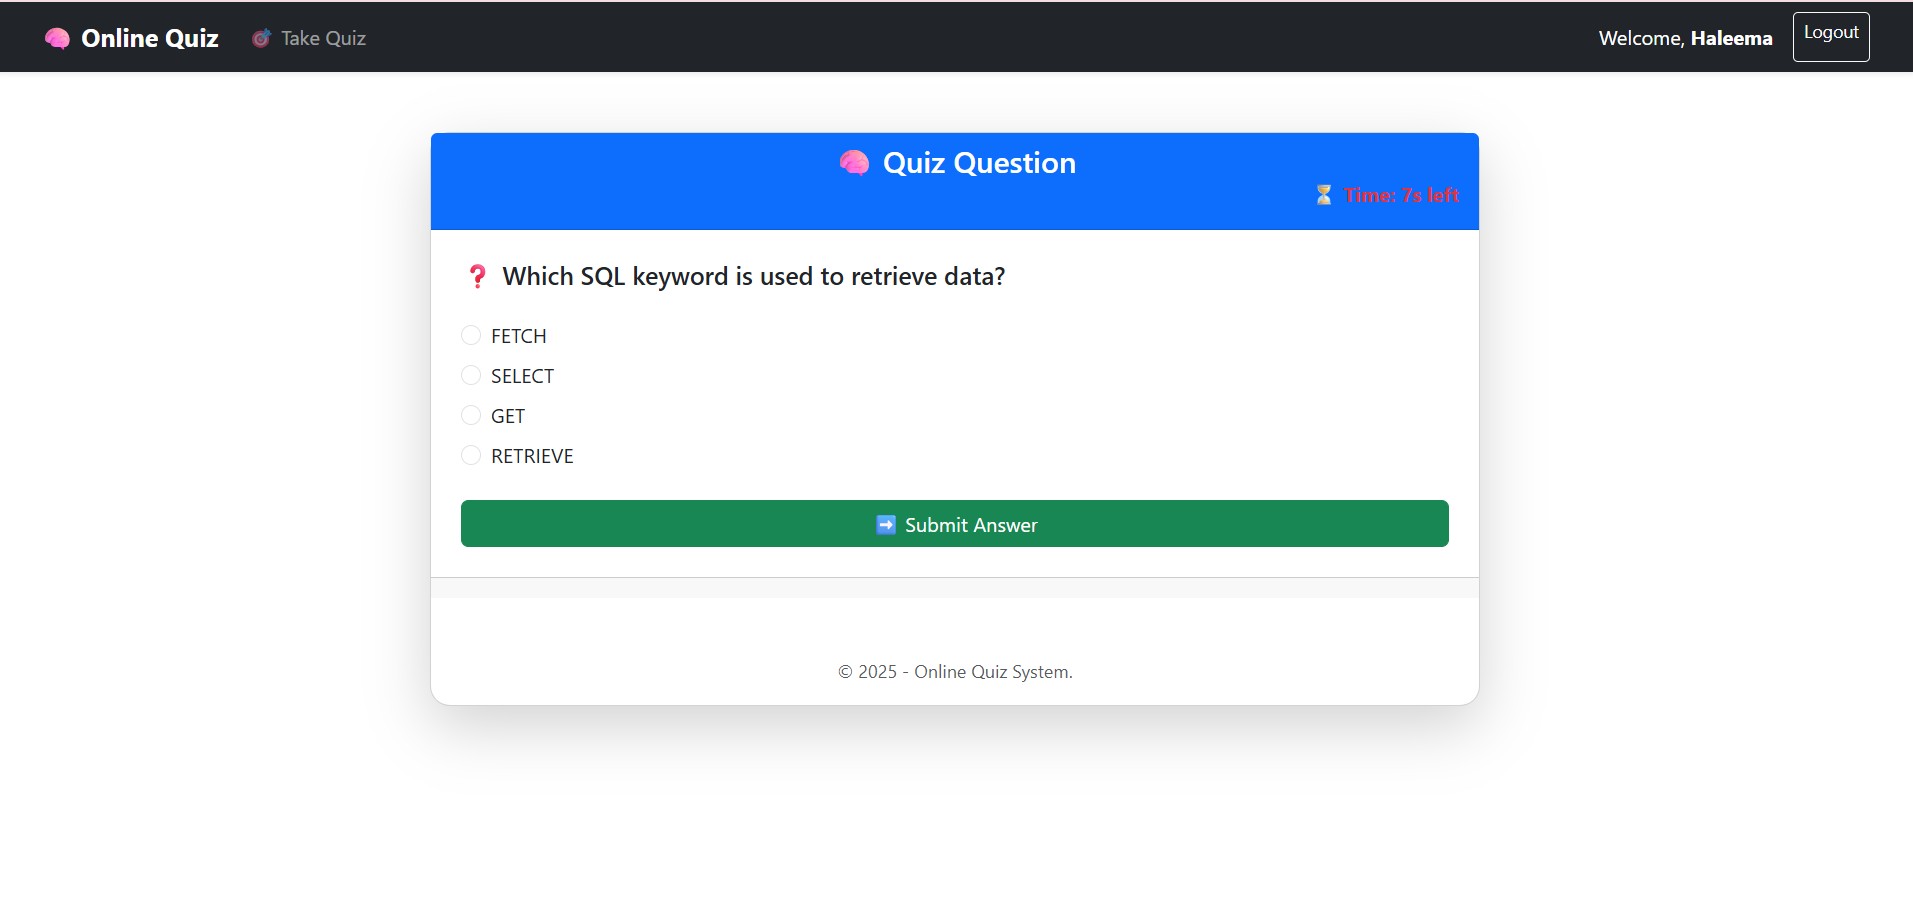 Online Quiz Take Quiz Welcome, Haleema Logout
Quiz Question
Time: 7s left
Which SQL keyword is used to retrieve data?
FETCH
SELECT
GET
RETRIEVE
Submit Answer
© 2025 - Online Quiz System.